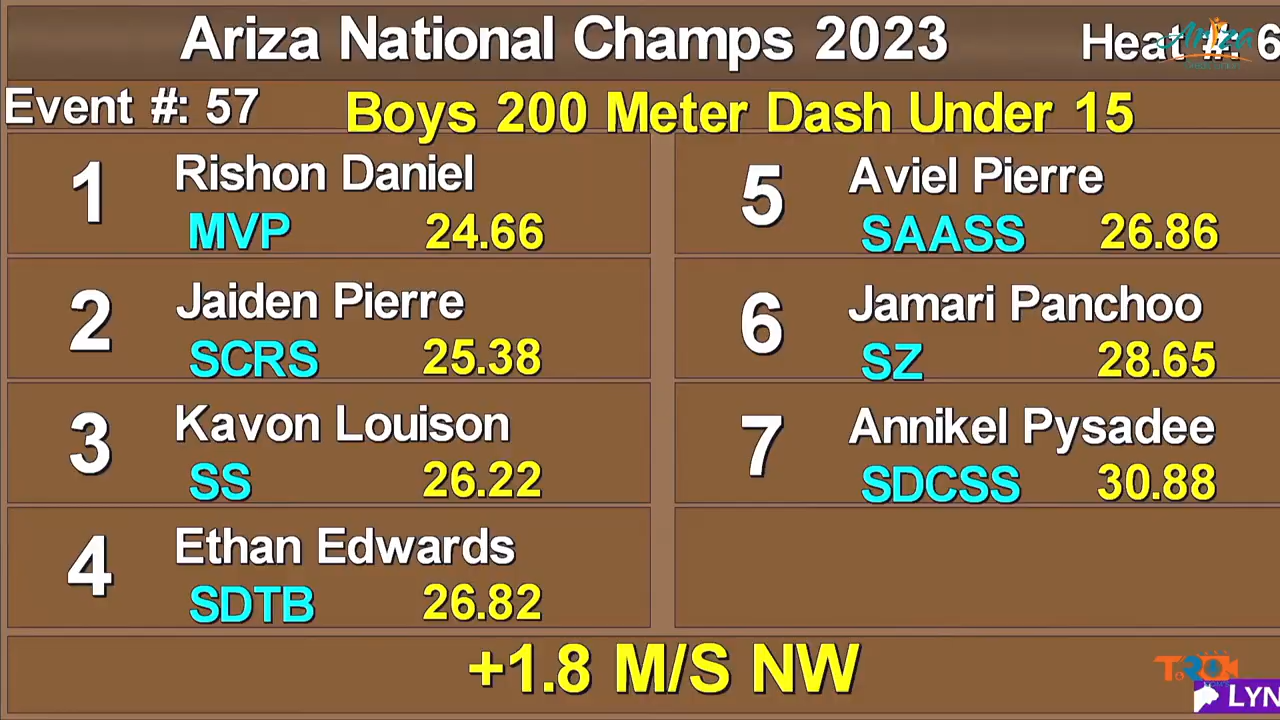 Ariza National Champs 2023
Heat #: 6
Event #: 57
Boys 200 Meter Dash Under 15
1 Rishon Daniel
MVP 24.66
2 Jaiden Pierre
SCRS 25.38
3 Kavon Louison
SS 26.22
4 Ethan Edwards
SDTB 26.82
5 Aviel Pierre
SAASS 26.86
6 Jamari Panchoo
SZ 28.65
7 Annikel Pysadee
SDCSS 30.88
+1.8 M/S NW
Ariza
LYN